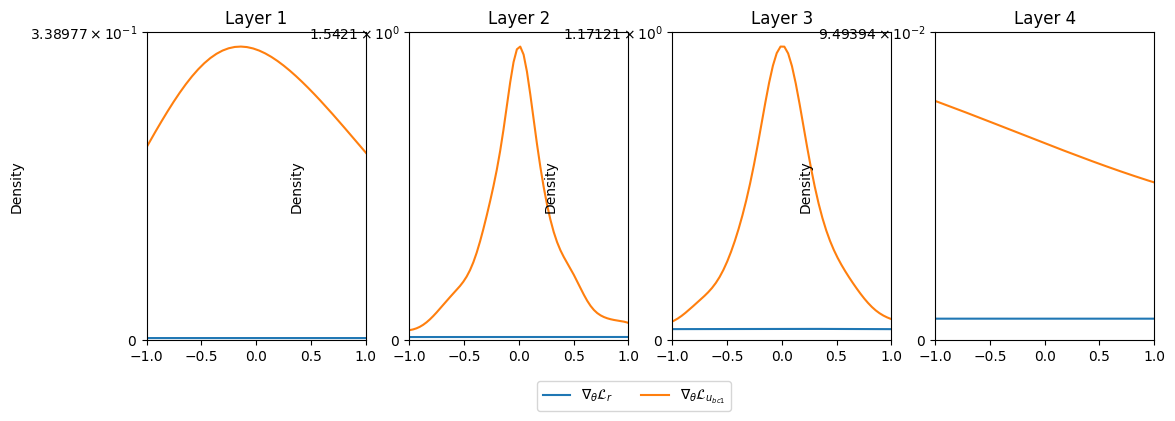 Layer 1 Layer 2 Layer 3 Layer 4
3.38977 × 10⁻¹ 1.5421 × 10⁰ 1.17121 × 10⁰ 9.49394 × 10⁻²
Density Density Density Density
0 0 0 0
−1.0 −0.5 0.0 0.5 1.0 −1.0 −0.5 0.0 0.5 1.0 −1.0 −0.5 0.0 0.5 1.0 −1.0 −0.5 0.0 0.5 1.0
∇θℒr ∇θℒu_bc1